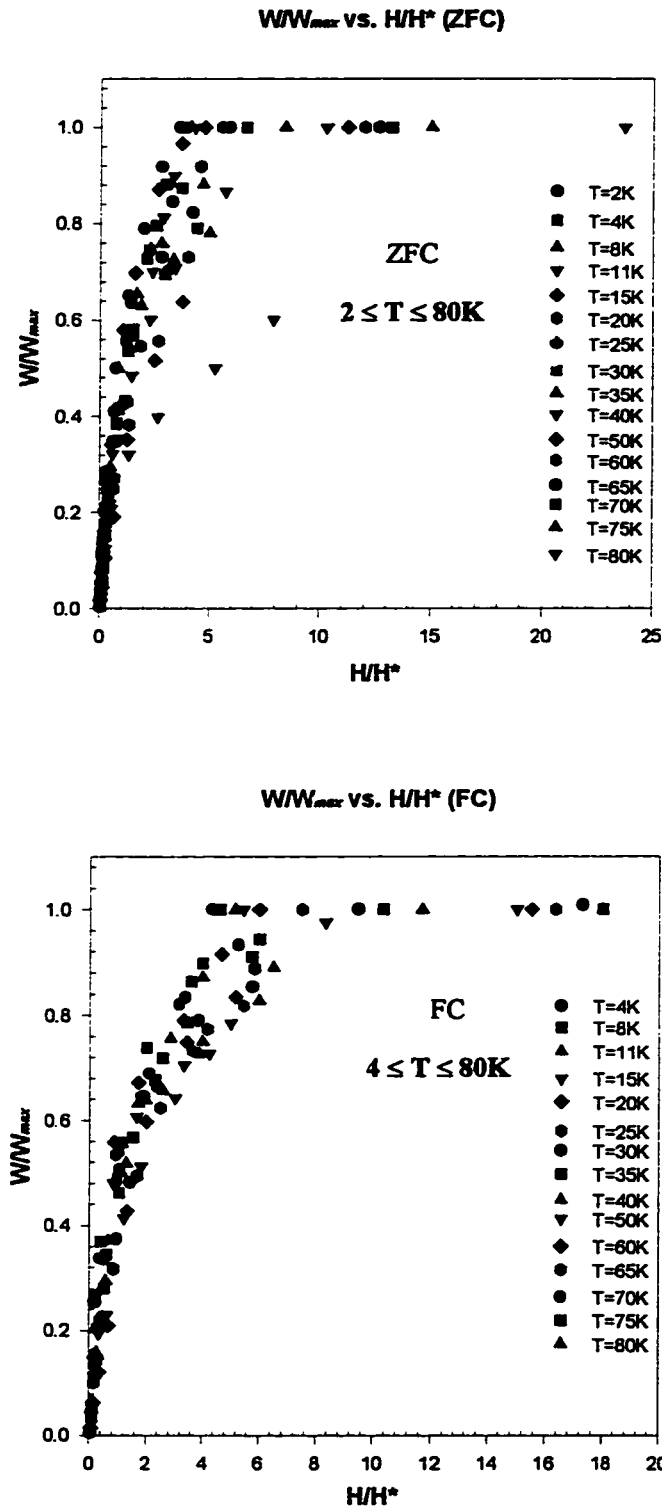 W/Wmax vs. H/H* (ZFC)
1.0
0.8
0.6
0.4
0.2
0.0
W/Wmax
ZFC
2 ≤ T ≤ 80K
T=2K
T=4K
T=8K
T=11K
T=15K
T=20K
T=25K
T=30K
T=35K
T=40K
T=50K
T=60K
T=65K
T=70K
T=75K
T=80K
0 5 10 15 20 25
H/H*
W/Wmax vs. H/H* (FC)
1.0
0.8
0.6
0.4
0.2
0.0
W/Wmax
FC
4 ≤ T ≤ 80K
T=4K
T=8K
T=11K
T=15K
T=20K
T=25K
T=30K
T=35K
T=40K
T=50K
T=60K
T=65K
T=70K
T=75K
T=80K
0 2 4 6 8 10 12 14 16 18 20
H/H*